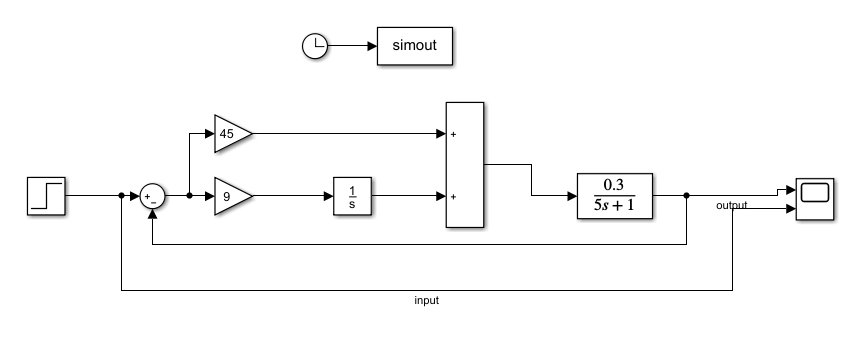 simout
45
+
+
−
9
1
s
+
0.3
5s + 1
output
input